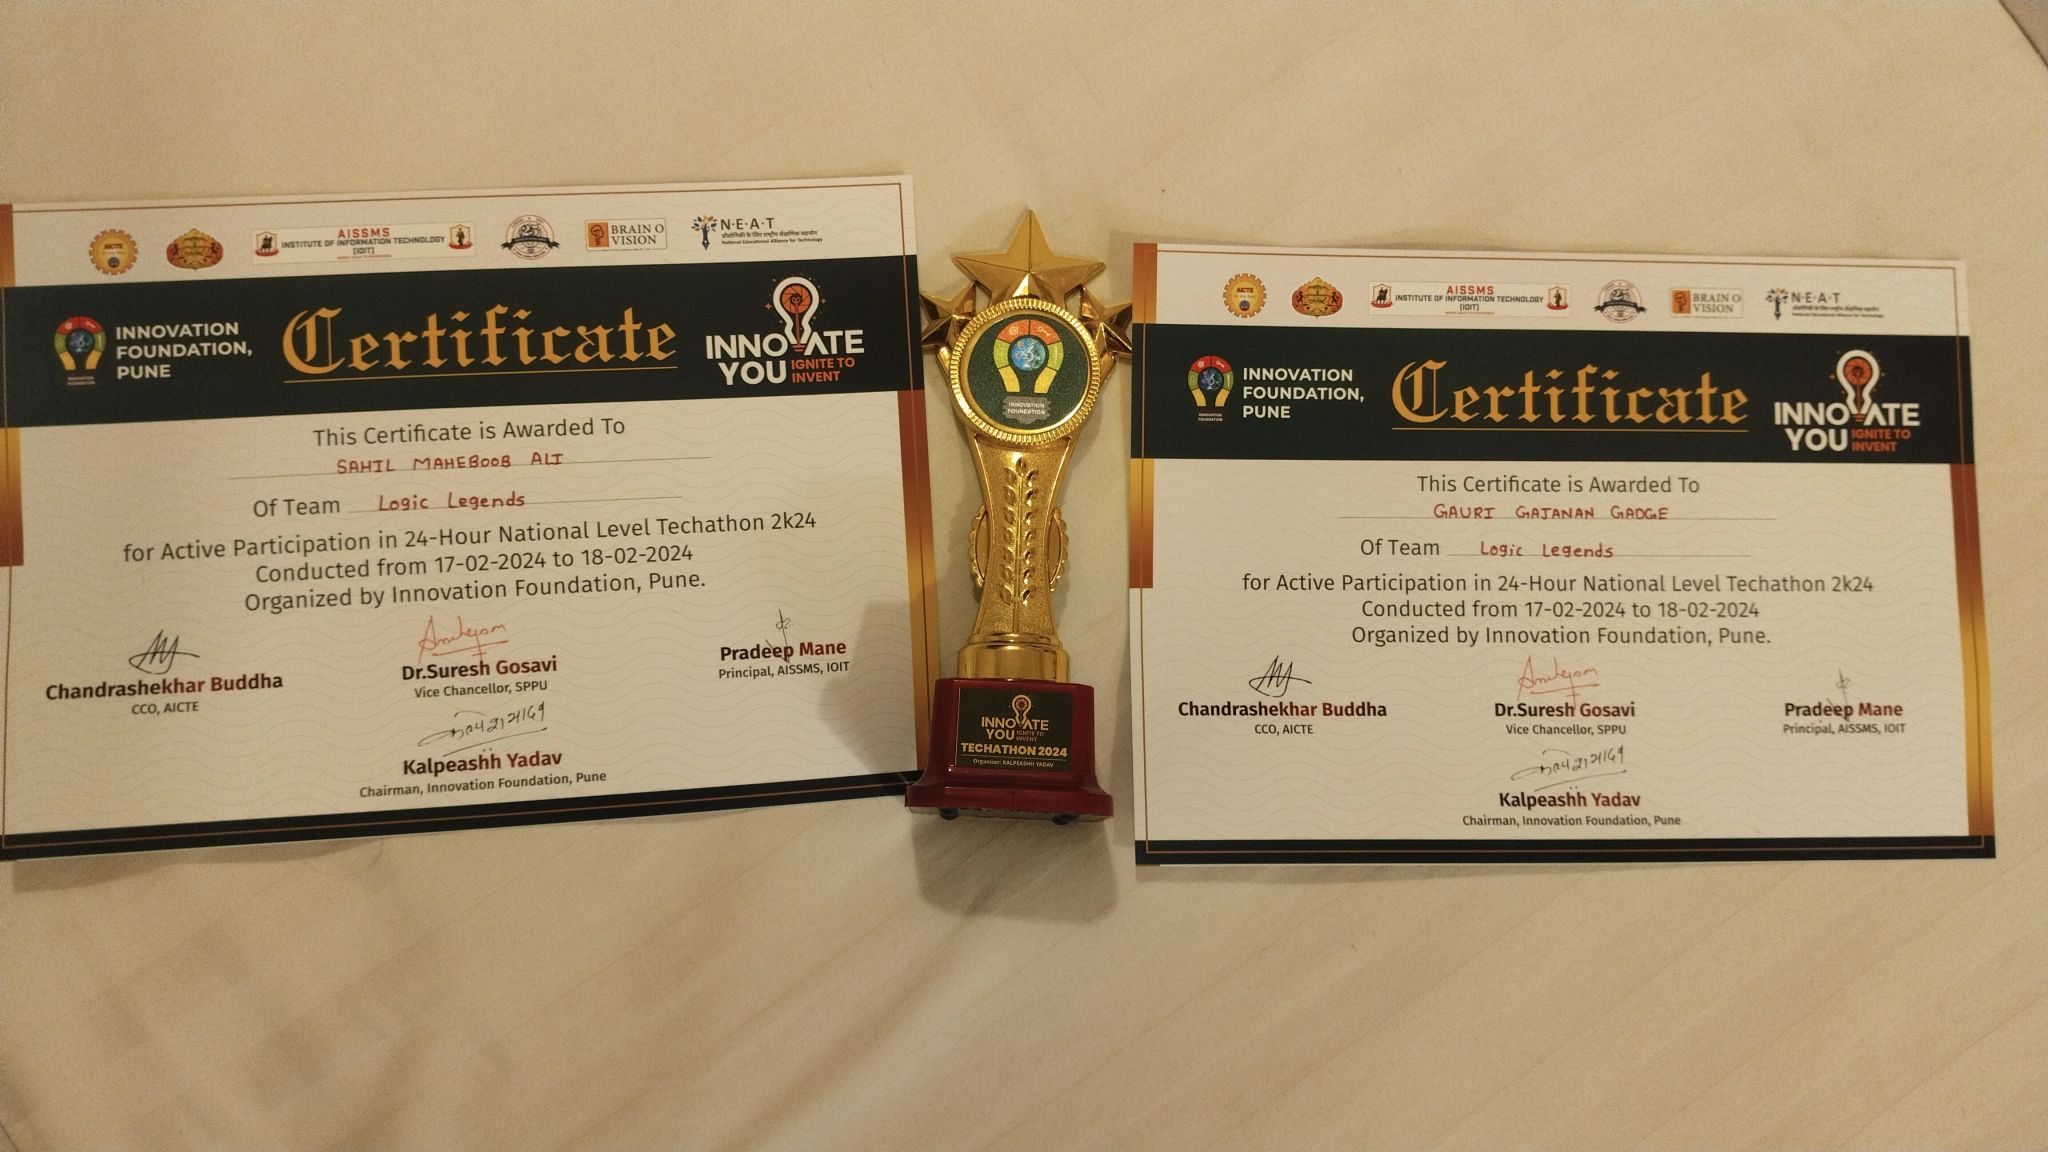 AICTE
AISSMS
INSTITUTE OF INFORMATION TECHNOLOGY
(IOIT)
BRAIN O
VISION
N·E·A·T
National Educational Alliance for Technology
INNOVATION
FOUNDATION,
PUNE
Certificate
INNOVATE
YOU IGNITE TO
INVENT
This Certificate is Awarded To
SAHIL MAHEBOOB ALI
Of Team Logic Legends
for Active Participation in 24-Hour National Level Techathon 2k24
Conducted from 17-02-2024 to 18-02-2024
Organized by Innovation Foundation, Pune.
Chandrashekhar Buddha
CCO, AICTE
Dr.Suresh Gosavi
Vice Chancellor, SPPU
Pradeep Mane
Principal, AISSMS, IOIT
Kalpeashh Yadav
Chairman, Innovation Foundation, Pune
INNOVATION
FOUNDATION
INNOVATE
YOU IGNITE TO
INVENT
TECHATHON 2024
Organizer: KALPEASHH YADAV
AICTE
AISSMS
INSTITUTE OF INFORMATION TECHNOLOGY
(IOIT)
BRAIN O
VISION
N·E·A·T
National Educational Alliance for Technology
INNOVATION
FOUNDATION,
PUNE
Certificate
INNOVATE
YOU IGNITE TO
INVENT
This Certificate is Awarded To
GAURI GAJANAN GADGE
Of Team Logic Legends
for Active Participation in 24-Hour National Level Techathon 2k24
Conducted from 17-02-2024 to 18-02-2024
Organized by Innovation Foundation, Pune.
Chandrashekhar Buddha
CCO, AICTE
Dr.Suresh Gosavi
Vice Chancellor, SPPU
Pradeep Mane
Principal, AISSMS, IOIT
Kalpeashh Yadav
Chairman, Innovation Foundation, Pune